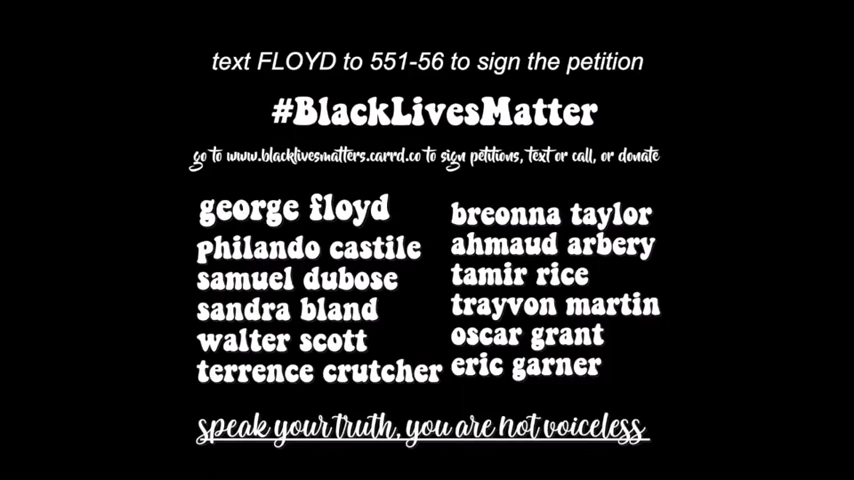 text FLOYD to 551-56 to sign the petition
#BlackLivesMatter
go to www.blacklivesmatters.carrd.co to sign petitions, text or call, or donate
george floyd
philando castile
samuel dubose
sandra bland
walter scott
terrence crutcher
breonna taylor
ahmaud arbery
tamir rice
trayvon martin
oscar grant
eric garner
speak your truth, you are not voiceless